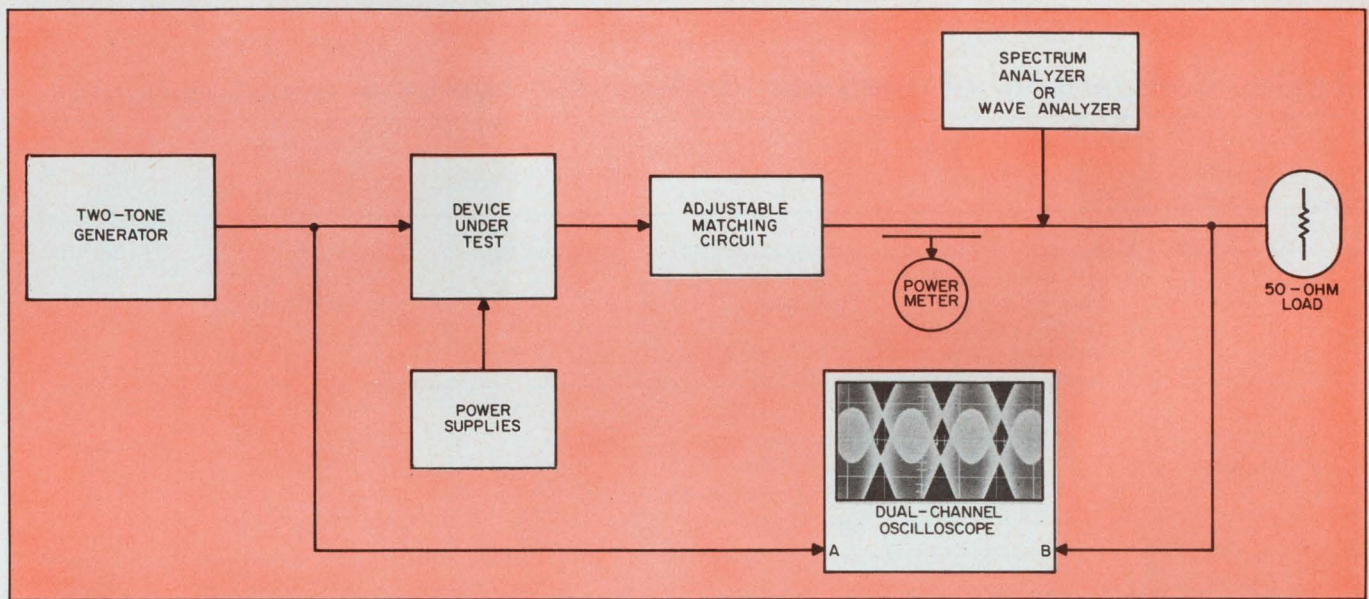 TWO-TONE
GENERATOR
DEVICE
UNDER
TEST
POWER
SUPPLIES
ADJUSTABLE
MATCHING
CIRCUIT
POWER
METER
SPECTRUM
ANALYZER
OR
WAVE ANALYZER
50-OHM
LOAD
DUAL-CHANNEL
OSCILLOSCOPE
A
B